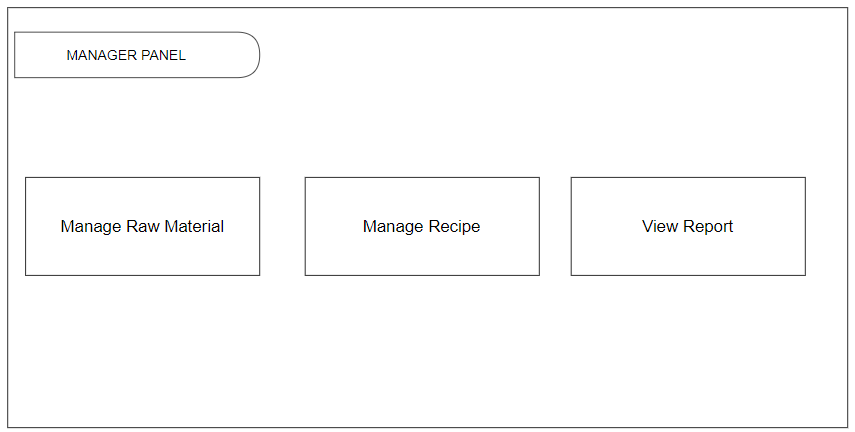 MANAGER PANEL
Manage Raw Material
Manage Recipe
View Report